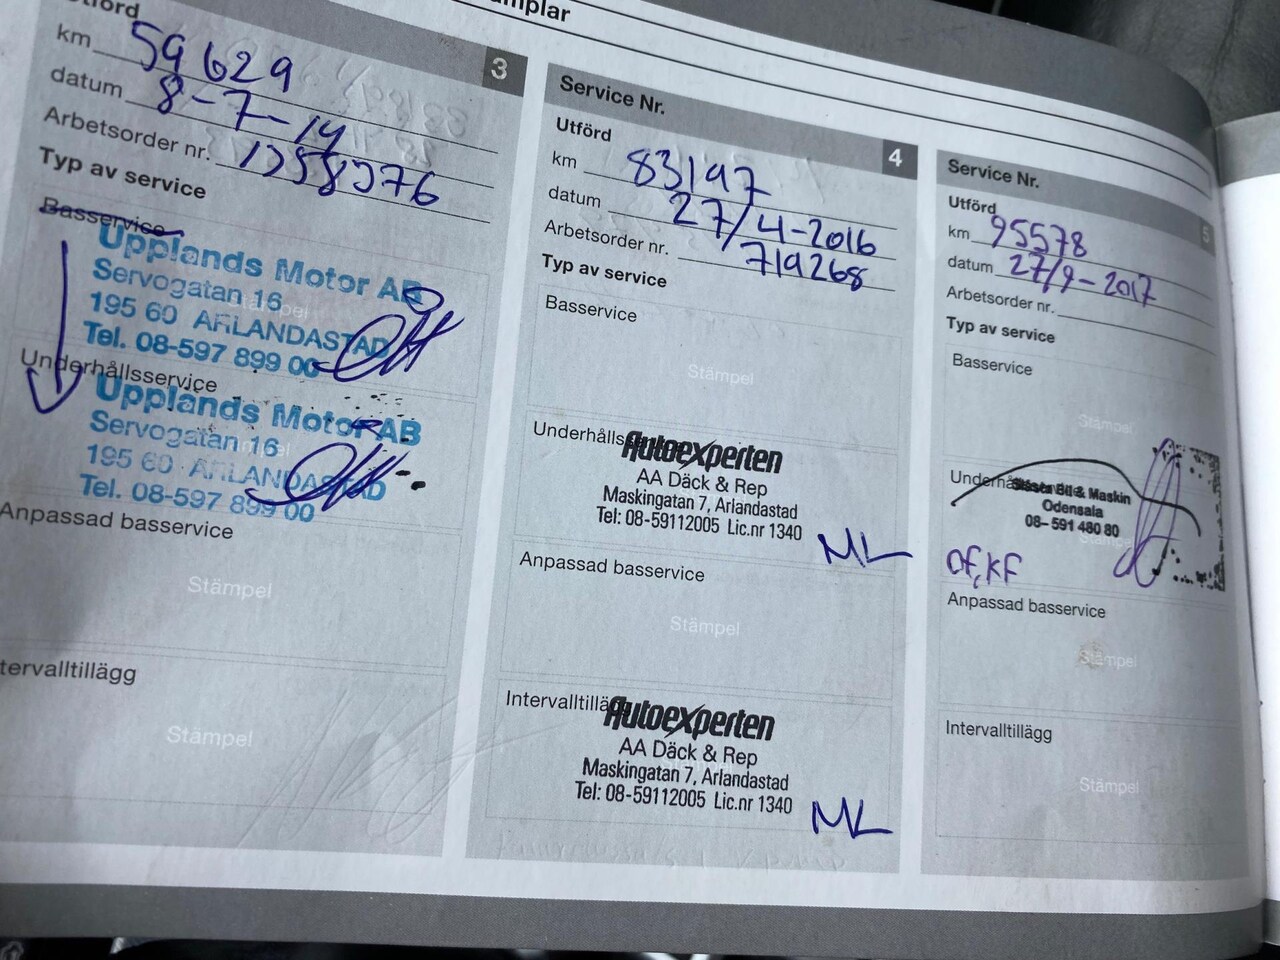 Utförd
km 59629
datum 8-7-14
Arbetsorder nr.
3
Typ av service
Basservice
Upplands Motor AB
Servogatan 16
195 60 ARLANDASTAD
Tel. 08-597 899 00
Underhållsservice
Upplands Motor AB
Servogatan 16
195 60 ARLANDASTAD
Tel. 08-597 899 00
Anpassad basservice
Stämpel
tervalltillägg
Stämpel
Service Nr.
4
Utförd
km 83197
datum 27/4-2016
Arbetsorder nr. 719268
Typ av service
Basservice
Stämpel
Underhålls
Autoexperten
AA Däck & Rep
Maskingatan 7, Arlandastad
Tel: 08-59112005 Lic.nr 1340
ML
Anpassad basservice
Stämpel
Intervalltillägg
Autoexperten
AA Däck & Rep
Maskingatan 7, Arlandastad
Tel: 08-59112005 Lic.nr 1340
ML
Service Nr.
5
Utförd
km 95578
datum 27/9-2017
Arbetsorder nr.
Typ av service
Basservice
Stämpel
Bil & Maskin
Odensala
08-591 480 80
Of, Kf
Anpassad basservice
Stämpel
Intervalltillägg
Stämpel